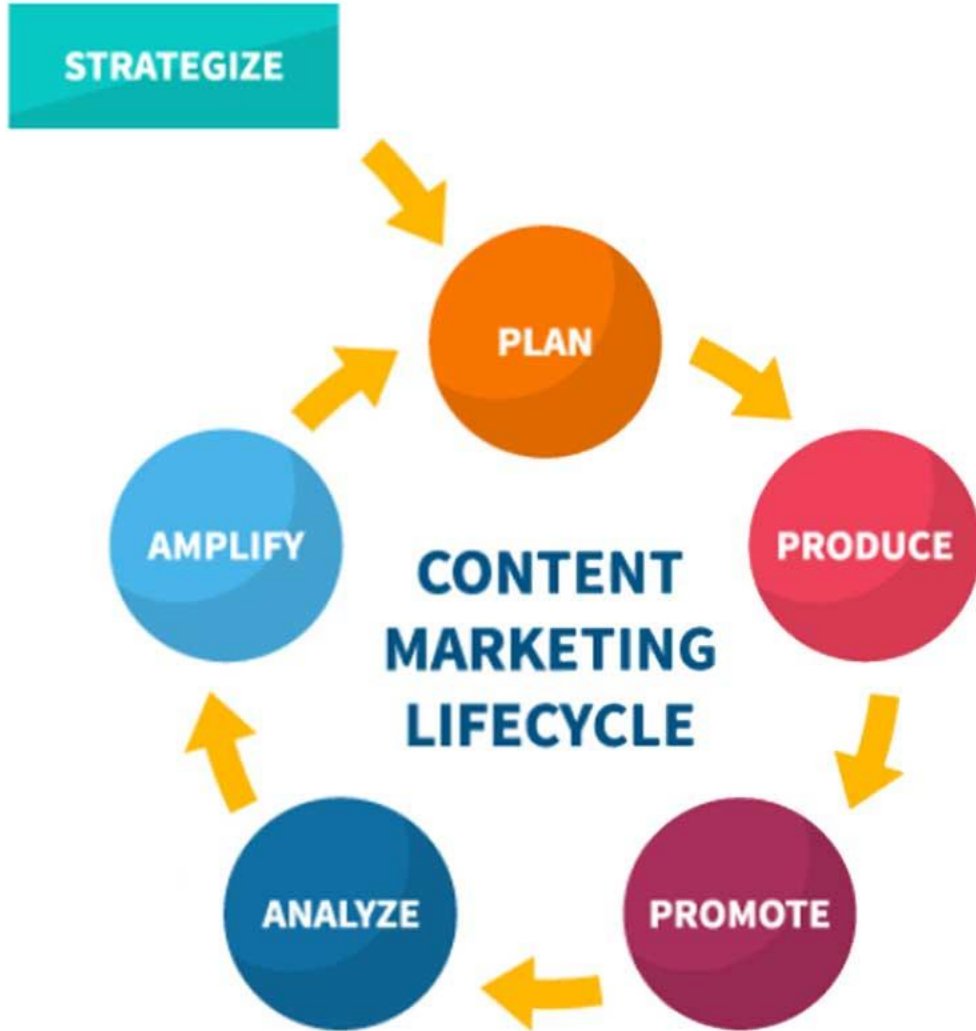 STRATEGIZE
PLAN
PRODUCE
PROMOTE
ANALYZE
AMPLIFY
CONTENT
MARKETING
LIFECYCLE